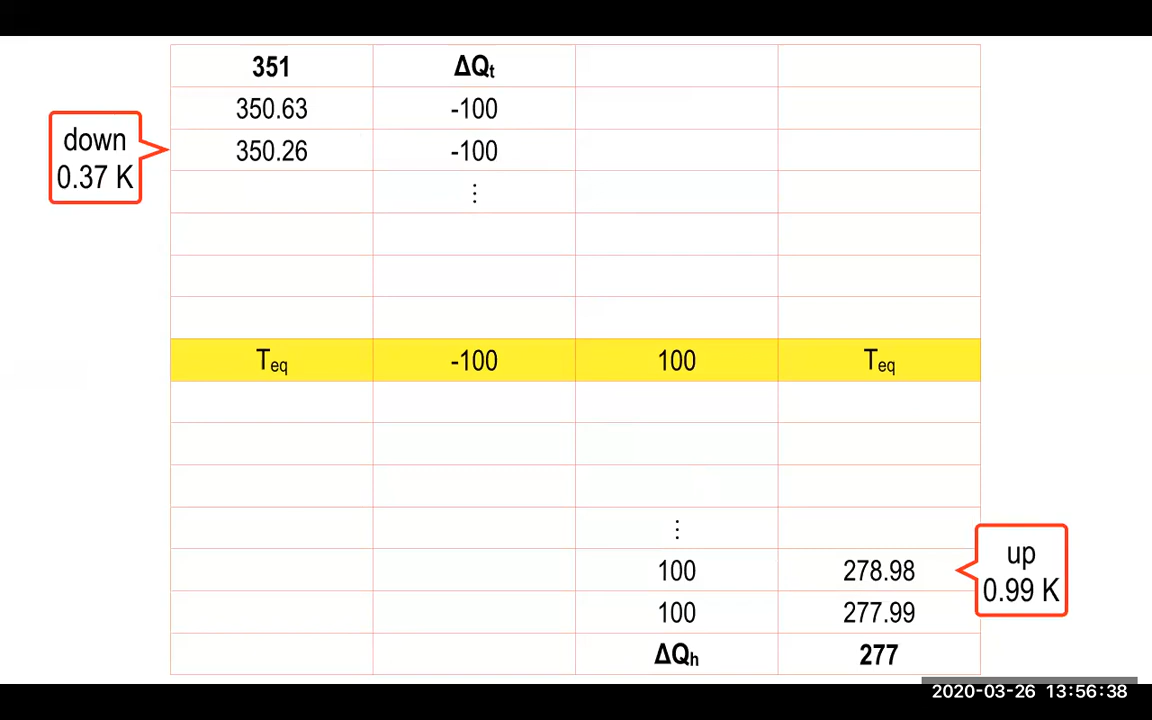 351 ΔQt
350.63 -100
down
0.37 K
350.26 -100
⋮
Teq -100 100 Teq
⋮
100 278.98
up
0.99 K
100 277.99
ΔQh 277
2020-03-26 13:56:38